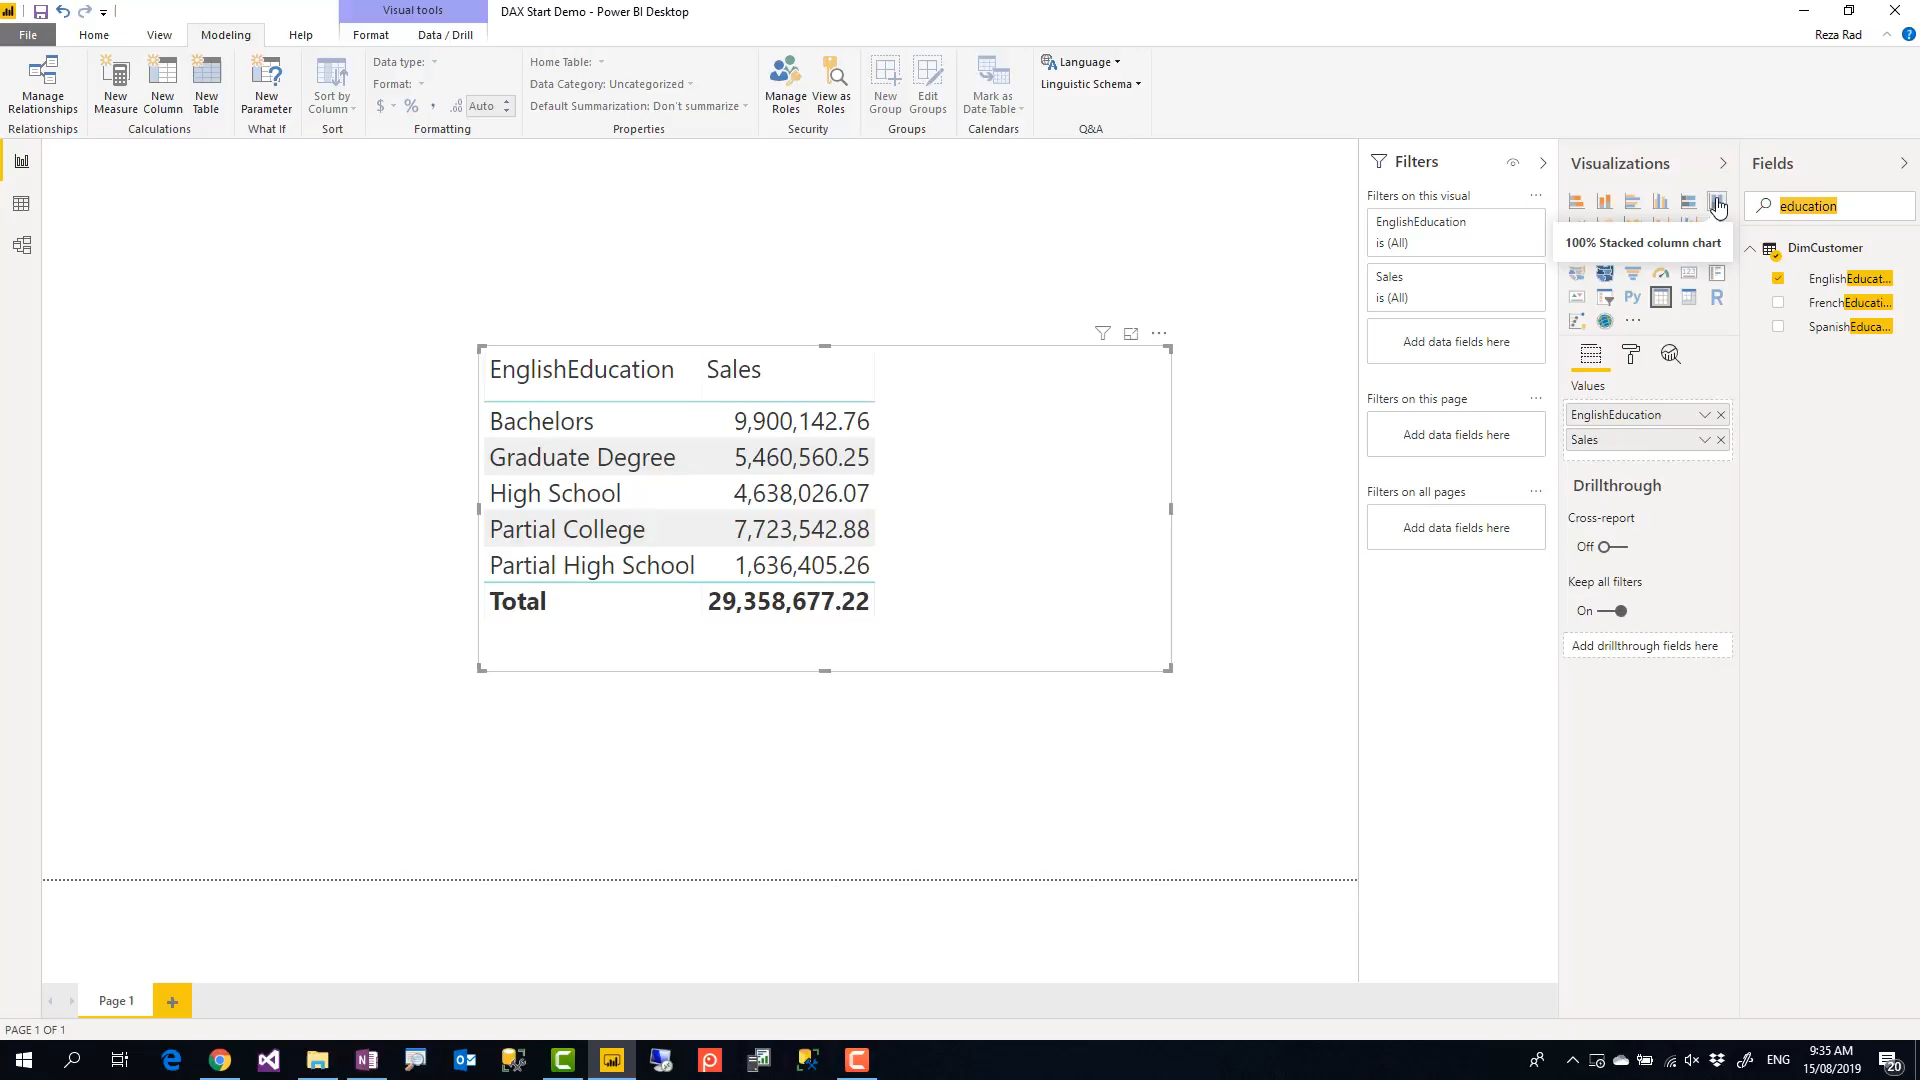 Visual tools
DAX Start Demo - Power BI Desktop
File
Home
View
Modeling
Help
Format
Data / Drill
Reza Rad
Manage Relationships
Relationships
New Measure
New Column
New Table
Calculations
New Parameter
What If
Sort by Column
Sort
Data type:
Format:
$ % , .00 Auto
Formatting
Home Table:
Data Category: Uncategorized
Default Summarization: Don't summarize
Properties
Manage Roles
View as Roles
Security
New Group
Edit Groups
Groups
Mark as Date Table
Calendars
Language
Linguistic Schema
Q&A
EnglishEducation Sales
Bachelors 9,900,142.76
Graduate Degree 5,460,560.25
High School 4,638,026.07
Partial College 7,723,542.88
Partial High School 1,636,405.26
Total 29,358,677.22
Filters
Filters on this visual
EnglishEducation
is (All)
Sales
is (All)
Add data fields here
Filters on this page
Add data fields here
Filters on all pages
Add data fields here
Visualizations
100% Stacked column chart
Py
R
Values
EnglishEducation
Sales
Drillthrough
Cross-report
Off
Keep all filters
On
Add drillthrough fields here
Fields
education
DimCustomer
EnglishEducat...
FrenchEducati...
SpanishEduca...
Page 1
PAGE 1 OF 1
ENG
9:35 AM
15/08/2019
20